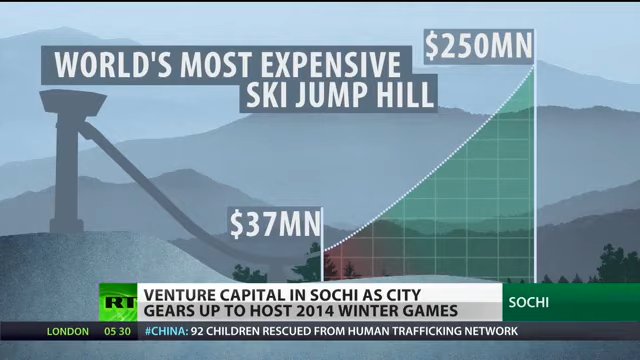 WORLD'S MOST EXPENSIVE
SKI JUMP HILL
$250MN
$37MN
RT
VENTURE CAPITAL IN SOCHI AS CITY
GEARS UP TO HOST 2014 WINTER GAMES
SOCHI
LONDON 05 30 #CHINA: 92 CHILDREN RESCUED FROM HUMAN TRAFFICKING NETWORK